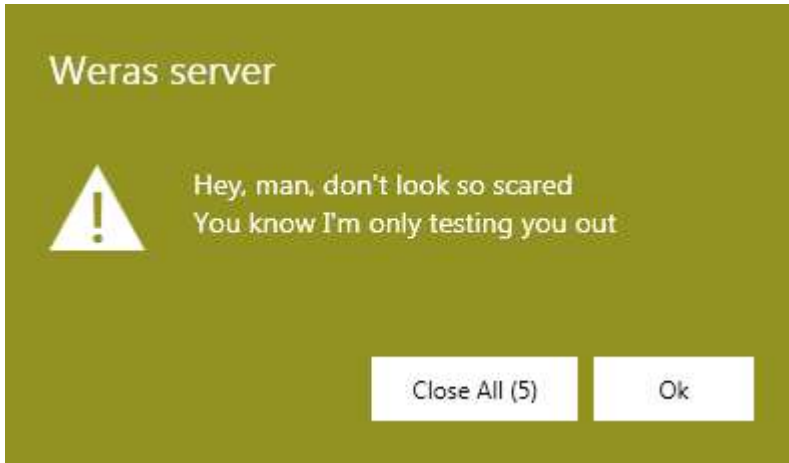 Weras server
Hey, man, don't look so scared
You know I'm only testing you out
Close All (5)
Ok